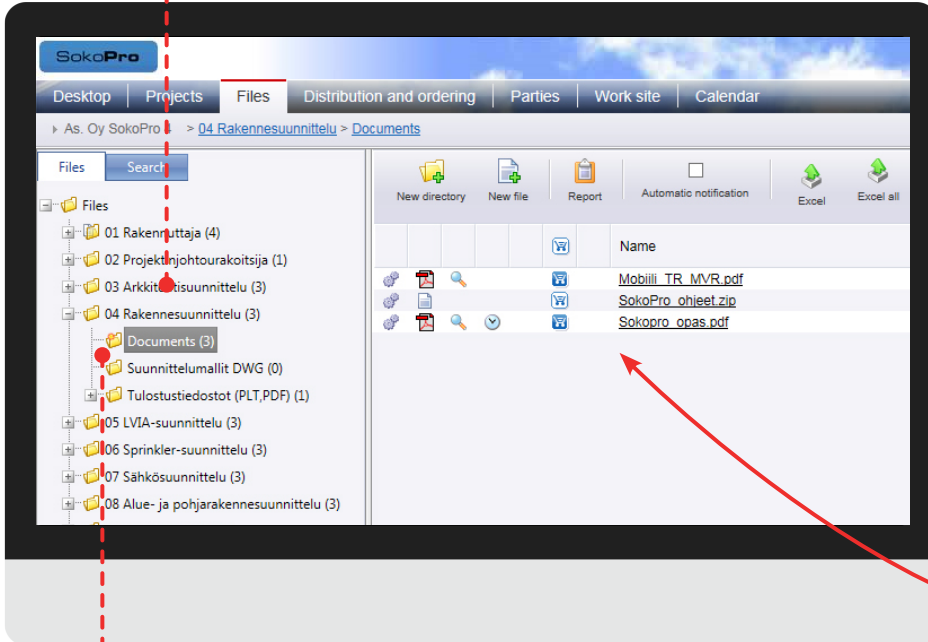 SokoPro
Desktop Projects Files Distribution and ordering Parties Work site Calendar
As. Oy SokoPro 4 > 04 Rakennesuunnittelu > Documents
Files Search
New directory New file Report Automatic notification Excel Excel all
Files
01 Rakennuttaja (4)
Name
02 Projektinjohtourakoitsija (1)
Mobiili_TR_MVR.pdf
03 Arkkitehtisuunnittelu (3)
SokoPro_ohjeet.zip
04 Rakennesuunnittelu (3)
Sokopro_opas.pdf
Documents (3)
Suunnittelumallit DWG (0)
Tulostustiedostot (PLT,PDF) (1)
05 LVIA-suunnittelu (3)
06 Sprinkler-suunnittelu (3)
07 Sähkösuunnittelu (3)
08 Alue- ja pohjarakennesuunnittelu (3)